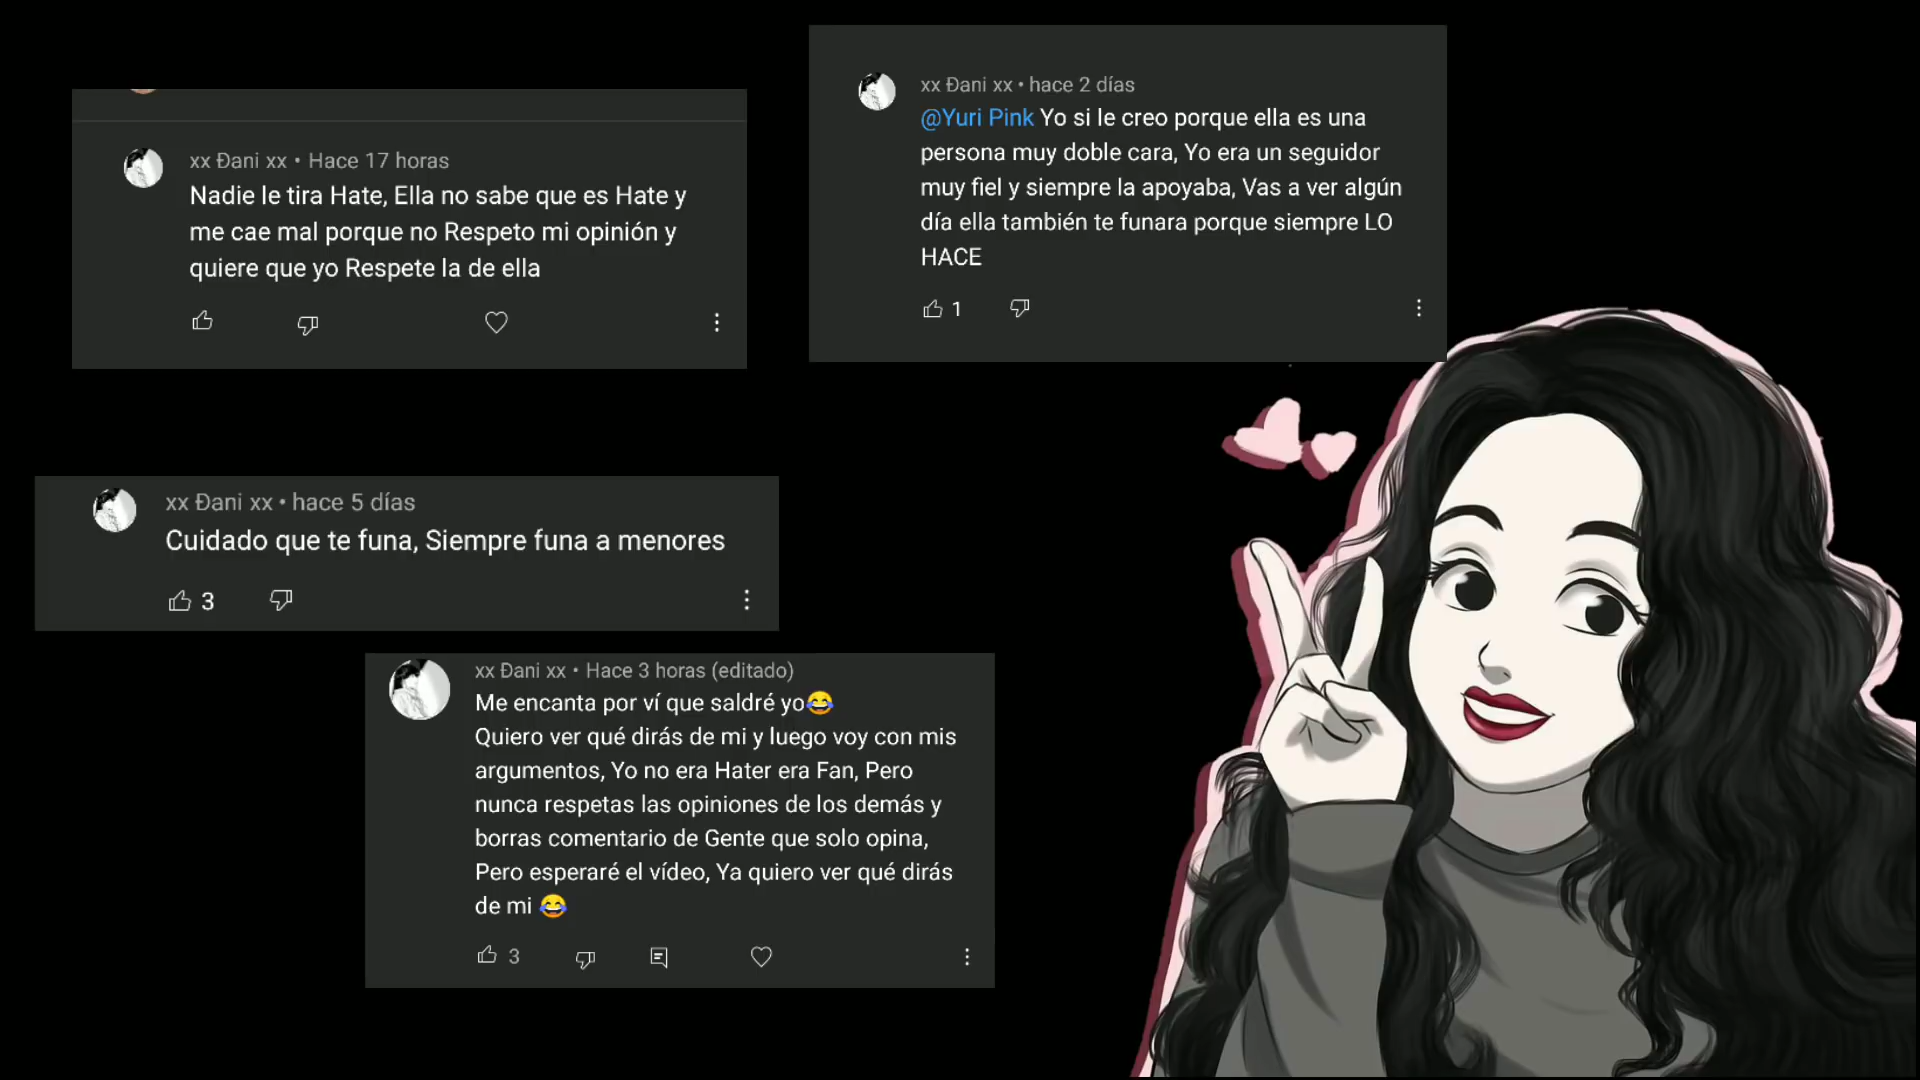 xx Đani xx • Hace 17 horas
Nadie le tira Hate, Ella no sabe que es Hate y
me cae mal porque no Respeto mi opinión y
quiere que yo Respete la de ella
xx Đani xx • hace 2 días
@Yuri Pink Yo si le creo porque ella es una
persona muy doble cara, Yo era un seguidor
muy fiel y siempre la apoyaba, Vas a ver algún
día ella también te funara porque siempre LO
HACE
1
xx Đani xx • hace 5 días
Cuidado que te funa, Siempre funa a menores
3
xx Đani xx • Hace 3 horas (editado)
Me encanta por ví que saldré yo😂
Quiero ver qué dirás de mi y luego voy con mis
argumentos, Yo no era Hater era Fan, Pero
nunca respetas las opiniones de los demás y
borras comentario de Gente que solo opina,
Pero esperaré el vídeo, Ya quiero ver qué dirás
de mi 😂
3